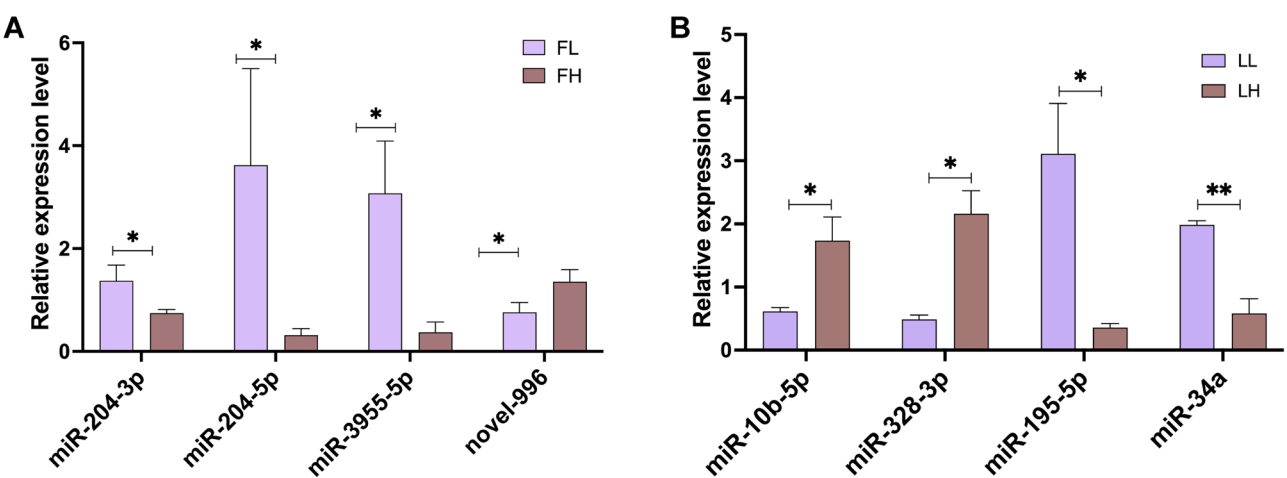 A
Relative expression level
6
4
2
0
*
*
*
*
FL
FH
miR-204-3p
miR-204-5p
miR-3955-5p
novel-996
B
Relative expression level
5
4
3
2
1
0
*
*
*
**
LL
LH
miR-10b-5p
miR-328-3p
miR-195-5p
miR-34a